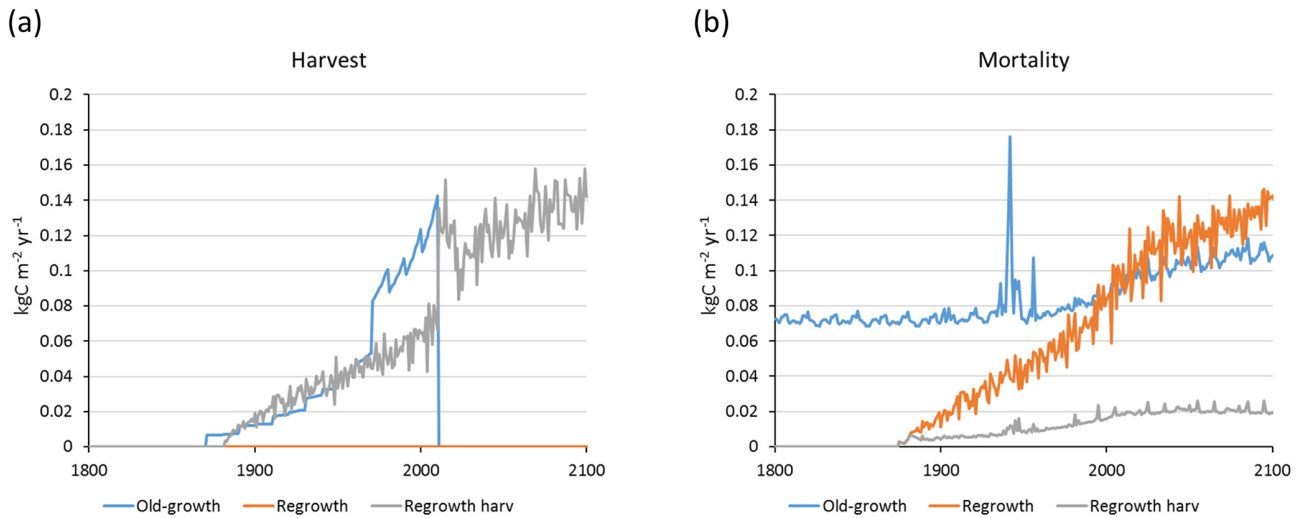 (a)
Harvest
kgC m⁻² yr⁻¹
0.2
0.18
0.16
0.14
0.12
0.1
0.08
0.06
0.04
0.02
0
1800 1900 2000 2100
Old-growth Regrowth Regrowth harv
(b)
Mortality
kgC m⁻² yr⁻¹
0.2
0.18
0.16
0.14
0.12
0.1
0.08
0.06
0.04
0.02
0
1800 1900 2000 2100
Old-growth Regrowth Regrowth harv